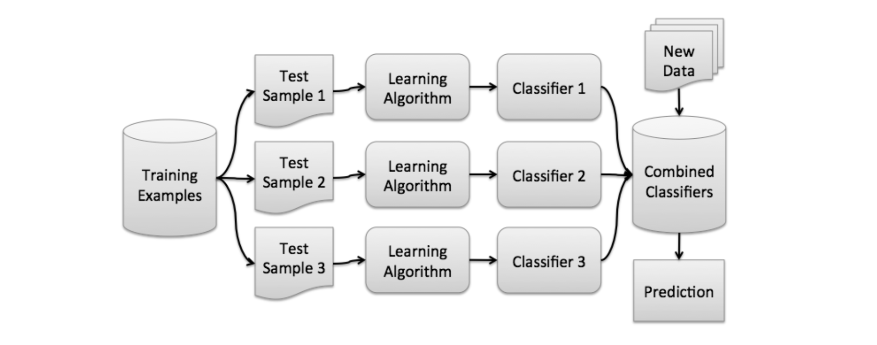 Training
Examples
Test
Sample 1
Learning
Algorithm
Classifier 1
Test
Sample 2
Learning
Algorithm
Classifier 2
Test
Sample 3
Learning
Algorithm
Classifier 3
New
Data
Combined
Classifiers
Prediction